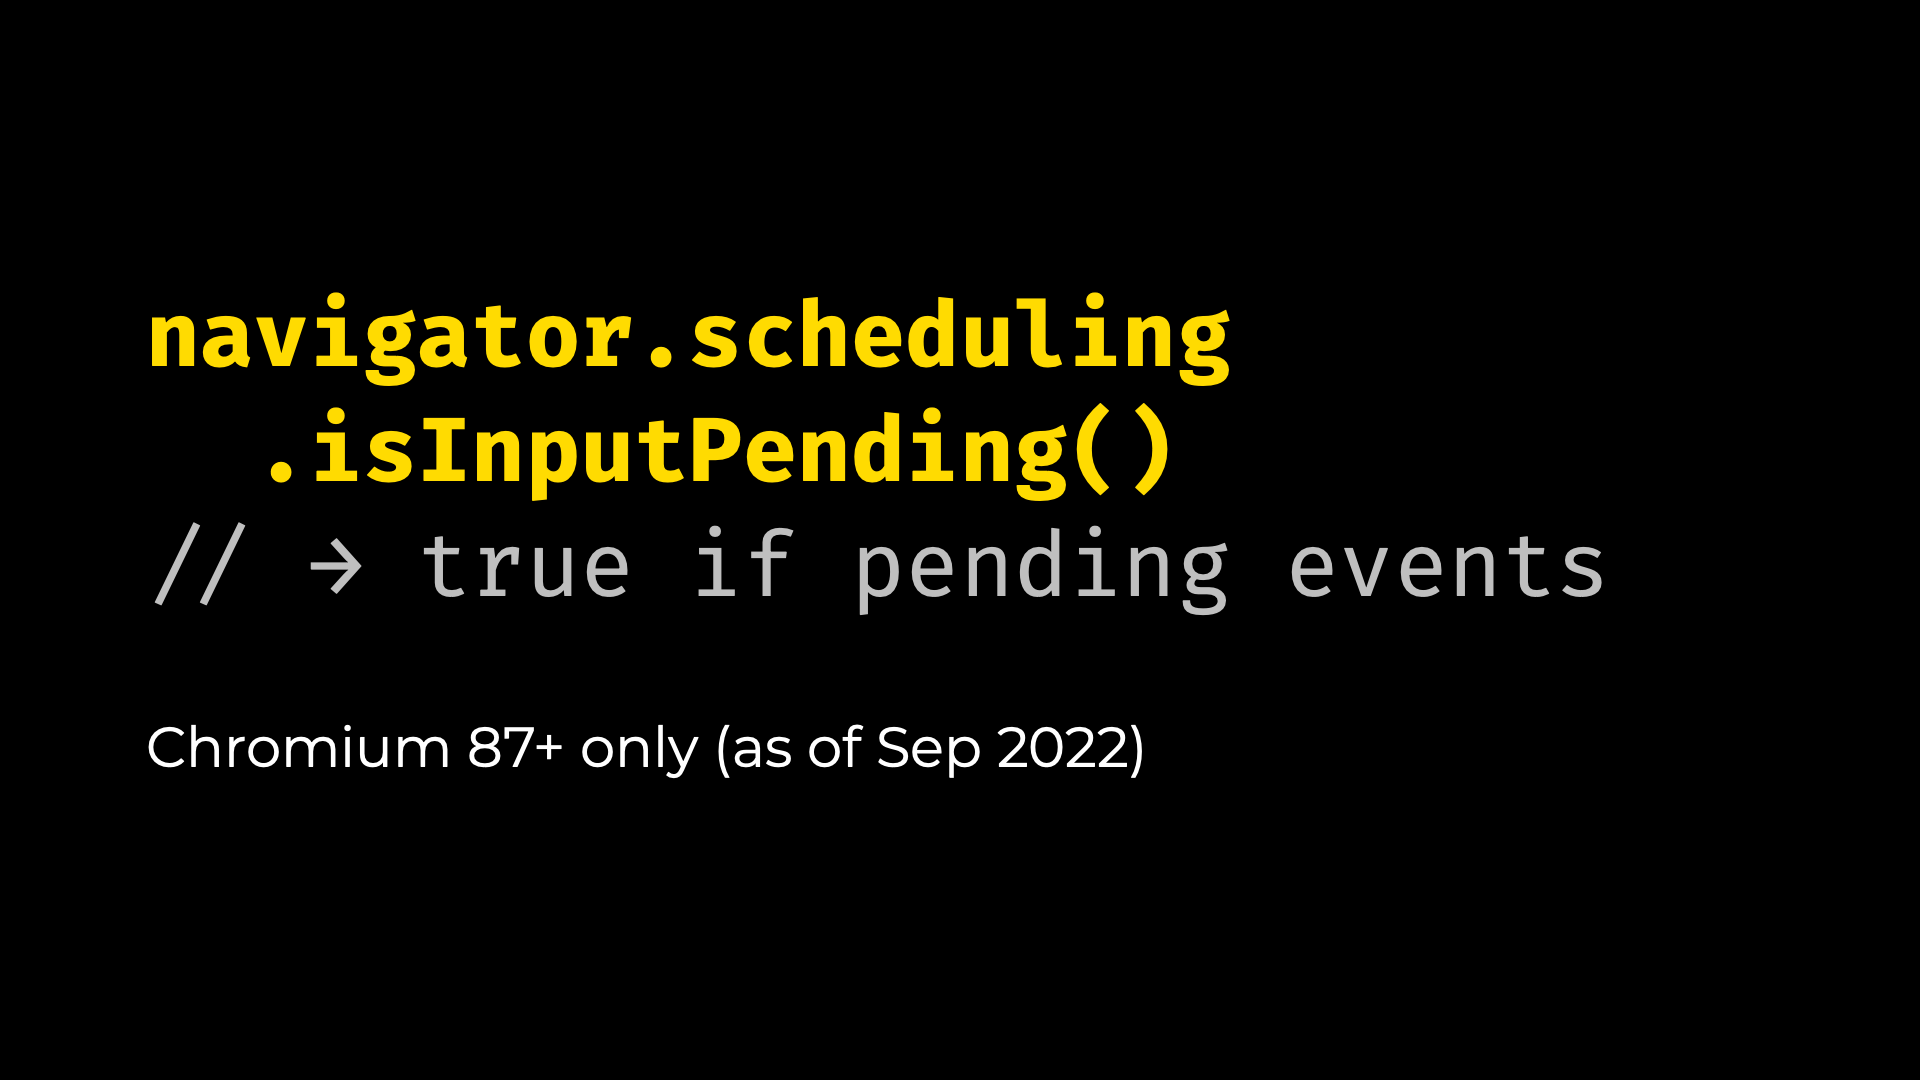 navigator.scheduling
.isInputPending()
// → true if pending events
Chromium 87+ only (as of Sep 2022)